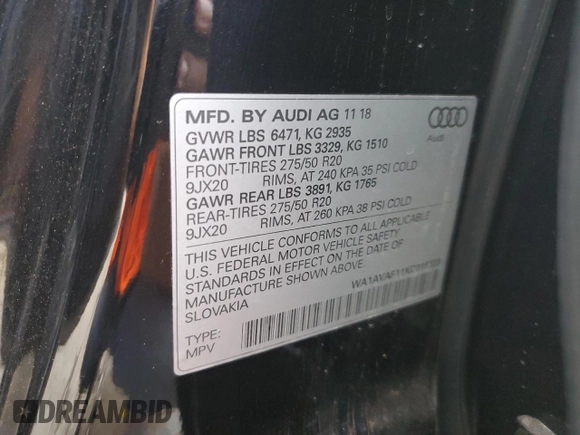 MFD. BY AUDI AG 11 18
GVWR LBS 6471, KG 2935
GAWR FRONT LBS 3329, KG 1510
FRONT-TIRES 275/50 R20
9JX20 RIMS, AT 240 KPA 35 PSI COLD
GAWR REAR LBS 3891, KG 1765
REAR-TIRES 275/50 R20
9JX20 RIMS, AT 260 KPA 38 PSI COLD
THIS VEHICLE CONFORMS TO ALL APPLICABLE
U.S. FEDERAL MOTOR VEHICLE SAFETY
STANDARDS IN EFFECT ON THE DATE OF
MANUFACTURE SHOWN ABOVE.
SLOVAKIA
TYPE:
MPV
Audi
DREAMBID